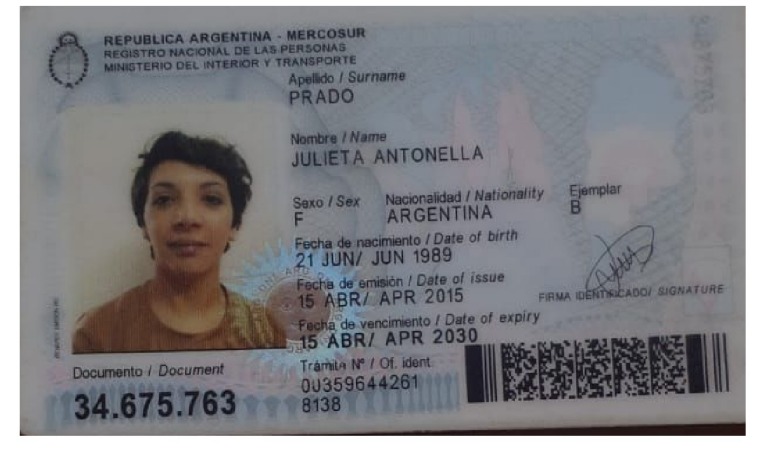 REPUBLICA ARGENTINA - MERCOSUR
REGISTRO NACIONAL DE LAS PERSONAS
MINISTERIO DEL INTERIOR Y TRANSPORTE
Apellido / Surname
PRADO
Nombre / Name
JULIETA ANTONELLA
Sexo / Sex Nacionalidad / Nationality Ejemplar
F ARGENTINA B
Fecha de nacimiento / Date of birth
21 JUN/ JUN 1989
Fecha de emisión / Date of issue
15 ABR/ APR 2015
FIRMA IDENTIFICADO/ SIGNATURE
Fecha de vencimiento / Date of expiry
15 ABR/ APR 2030
Documento / Document
34.675.763
Trámite N° / Of. ident.
00359644261
8138